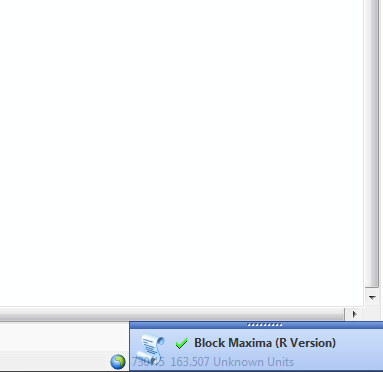 Block Maxima (R Version)
163.507 Unknown Units